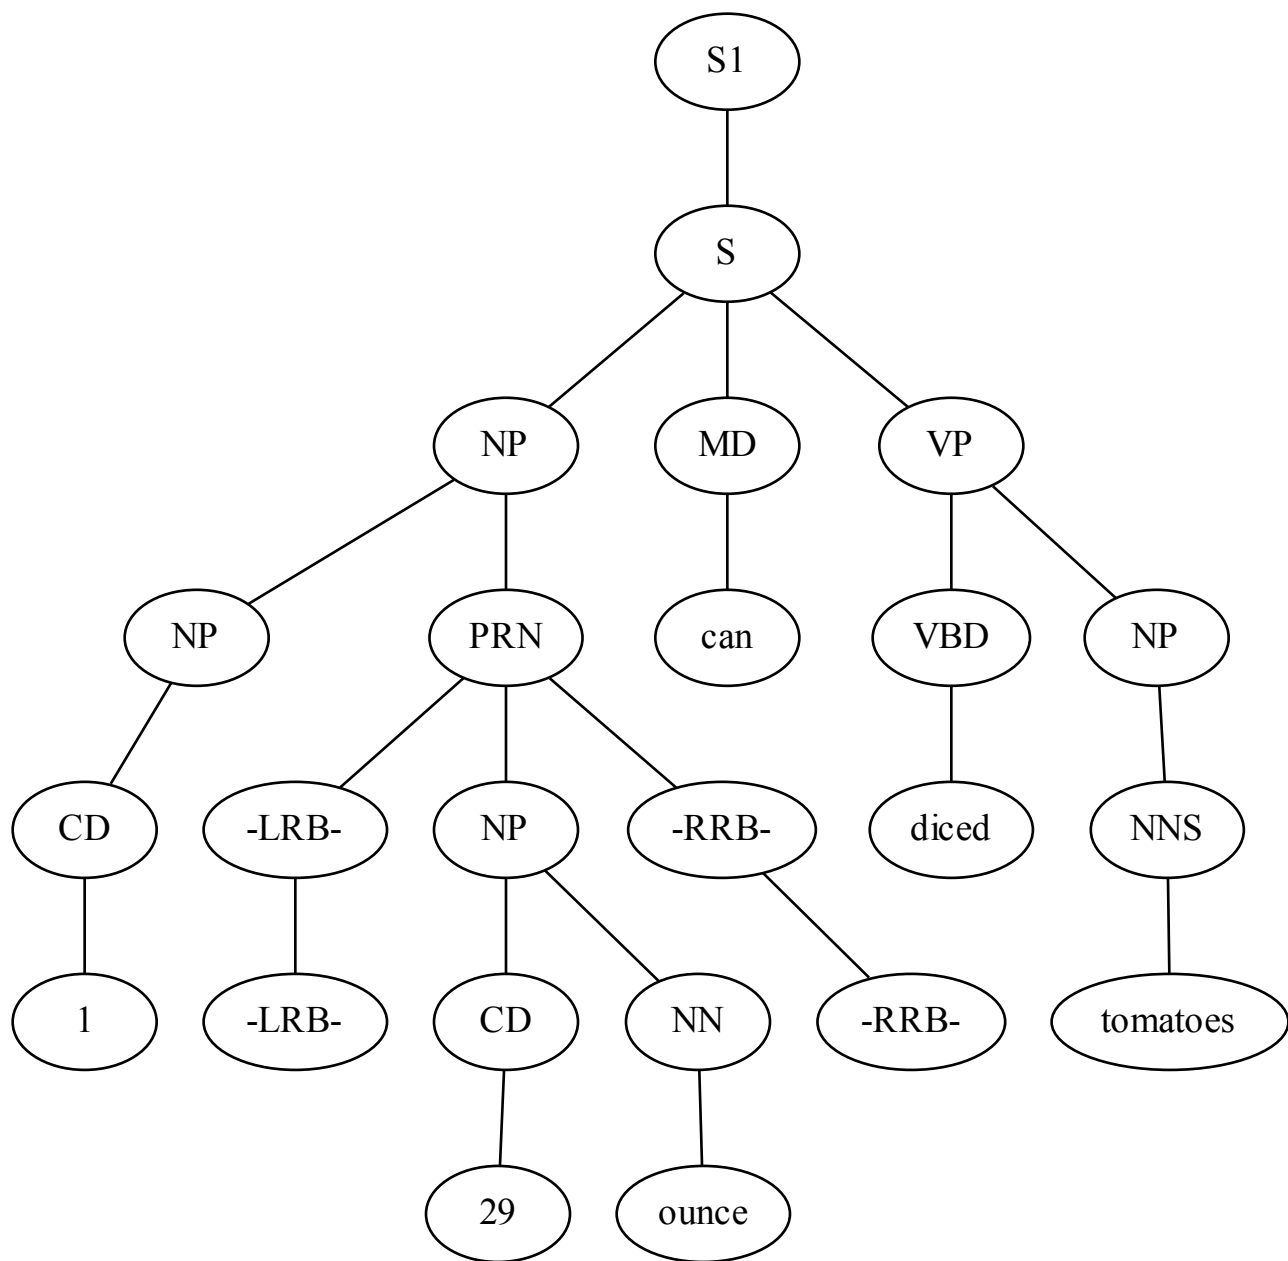 S1
S
NP MD VP
NP PRN can VBD NP
CD -LRB- NP -RRB- diced NNS
1 -LRB- CD NN -RRB- tomatoes
29 ounce